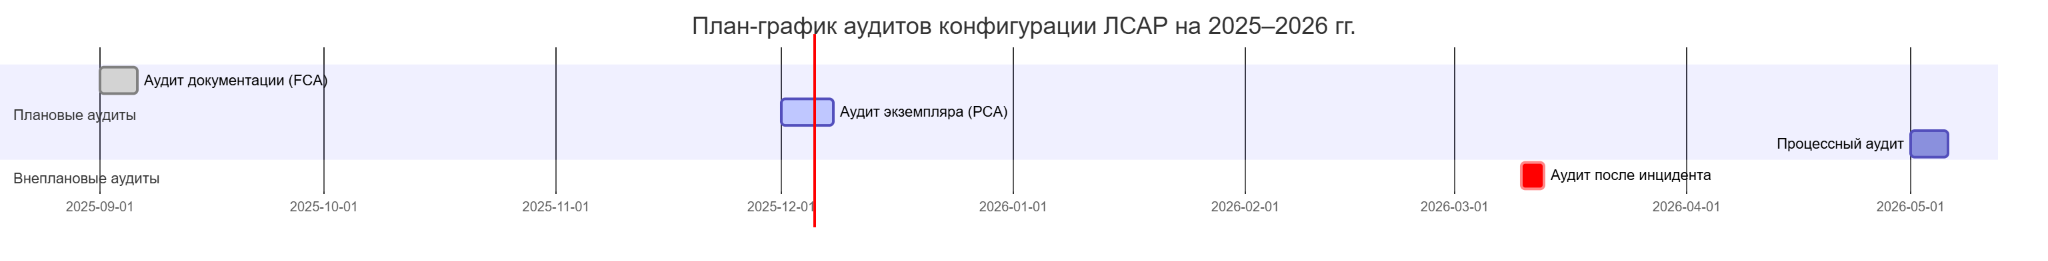 План-график аудитов конфигурации ЛСАР на 2025–2026 гг.
Аудит документации (FCA)
Плановые аудиты
Аудит экземпляра (PCA)
Процессный аудит
Внеплановые аудиты
Аудит после инцидента
2025-09-01
2025-10-01
2025-11-01
2025-12-01
2026-01-01
2026-02-01
2026-03-01
2026-04-01
2026-05-01